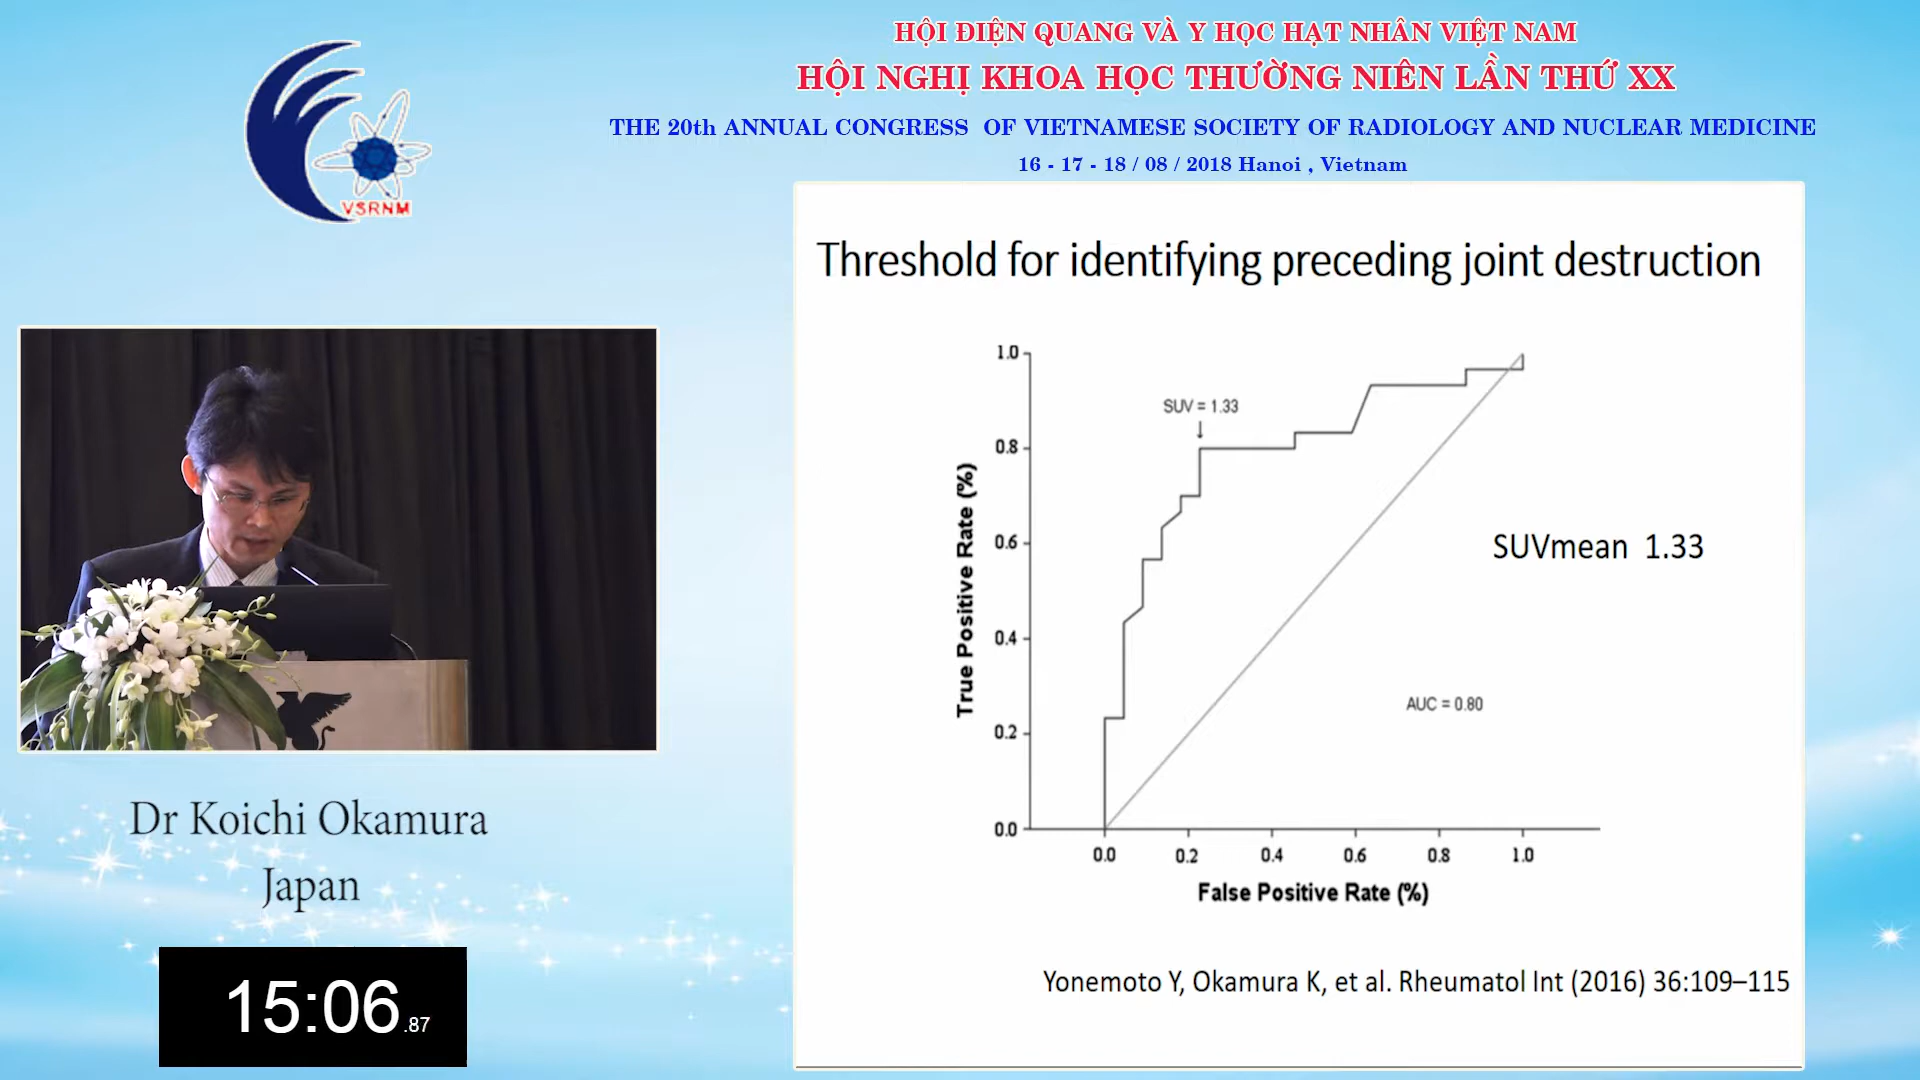 HỘI ĐIỆN QUANG VÀ Y HỌC HẠT NHÂN VIỆT NAM
HỘI NGHỊ KHOA HỌC THƯỜNG NIÊN LẦN THỨ XX
THE 20th ANNUAL CONGRESS OF VIETNAMESE SOCIETY OF RADIOLOGY AND NUCLEAR MEDICINE
16 - 17 - 18 / 08 / 2018 Hanoi , Vietnam
VSRNM
Threshold for identifying preceding joint destruction
1.0
0.8
0.6
0.4
0.2
0.0
True Positive Rate (%)
SUV = 1.33
SUVmean 1.33
AUC = 0.80
0.0 0.2 0.4 0.6 0.8 1.0
False Positive Rate (%)
Yonemoto Y, Okamura K, et al. Rheumatol Int (2016) 36:109–115
Dr Koichi Okamura
Japan
15:06.87